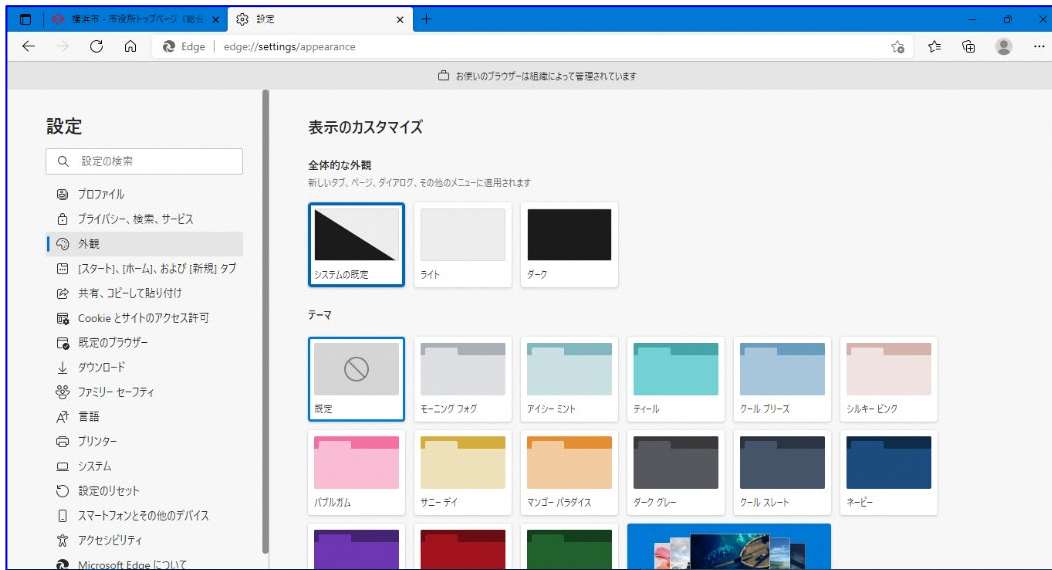 横浜市 - 市役所トップページ (総合
設定
Edge
edge://settings/appearance
お使いのブラウザーは組織によって管理されています
設定
設定の検索
プロファイル
プライバシー、検索、サービス
外観
[スタート]、[ホーム]、および [新規] タブ
共有、コピーして貼り付け
Cookie とサイトのアクセス許可
既定のブラウザー
ダウンロード
ファミリー セーフティ
言語
プリンター
システム
設定のリセット
スマートフォンとその他のデバイス
アクセシビリティ
Microsoft Edge について
表示のカスタマイズ
全体的な外観
新しいタブ、ページ、ダイアログ、その他のメニューに適用されます
システムの既定
ライト
ダーク
テーマ
既定
モーニング フォグ
アイシー ミント
ティール
クール ブリーズ
シルキー ピンク
バブルガム
サニー デイ
マンゴー パラダイス
ダーク グレー
クール スレート
ネービー